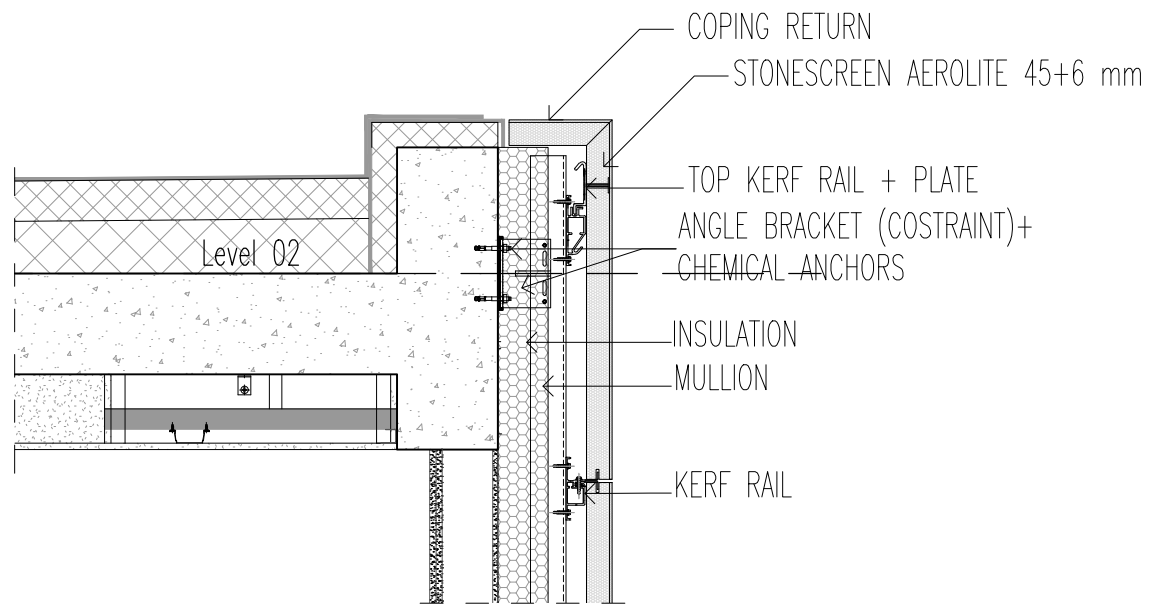 COPING RETURN
STONESCREEN AEROLITE 45+6 mm
TOP KERF RAIL + PLATE
ANGLE BRACKET (COSTRAINT)+
CHEMICAL ANCHORS
Level 02
INSULATION
MULLION
KERF RAIL